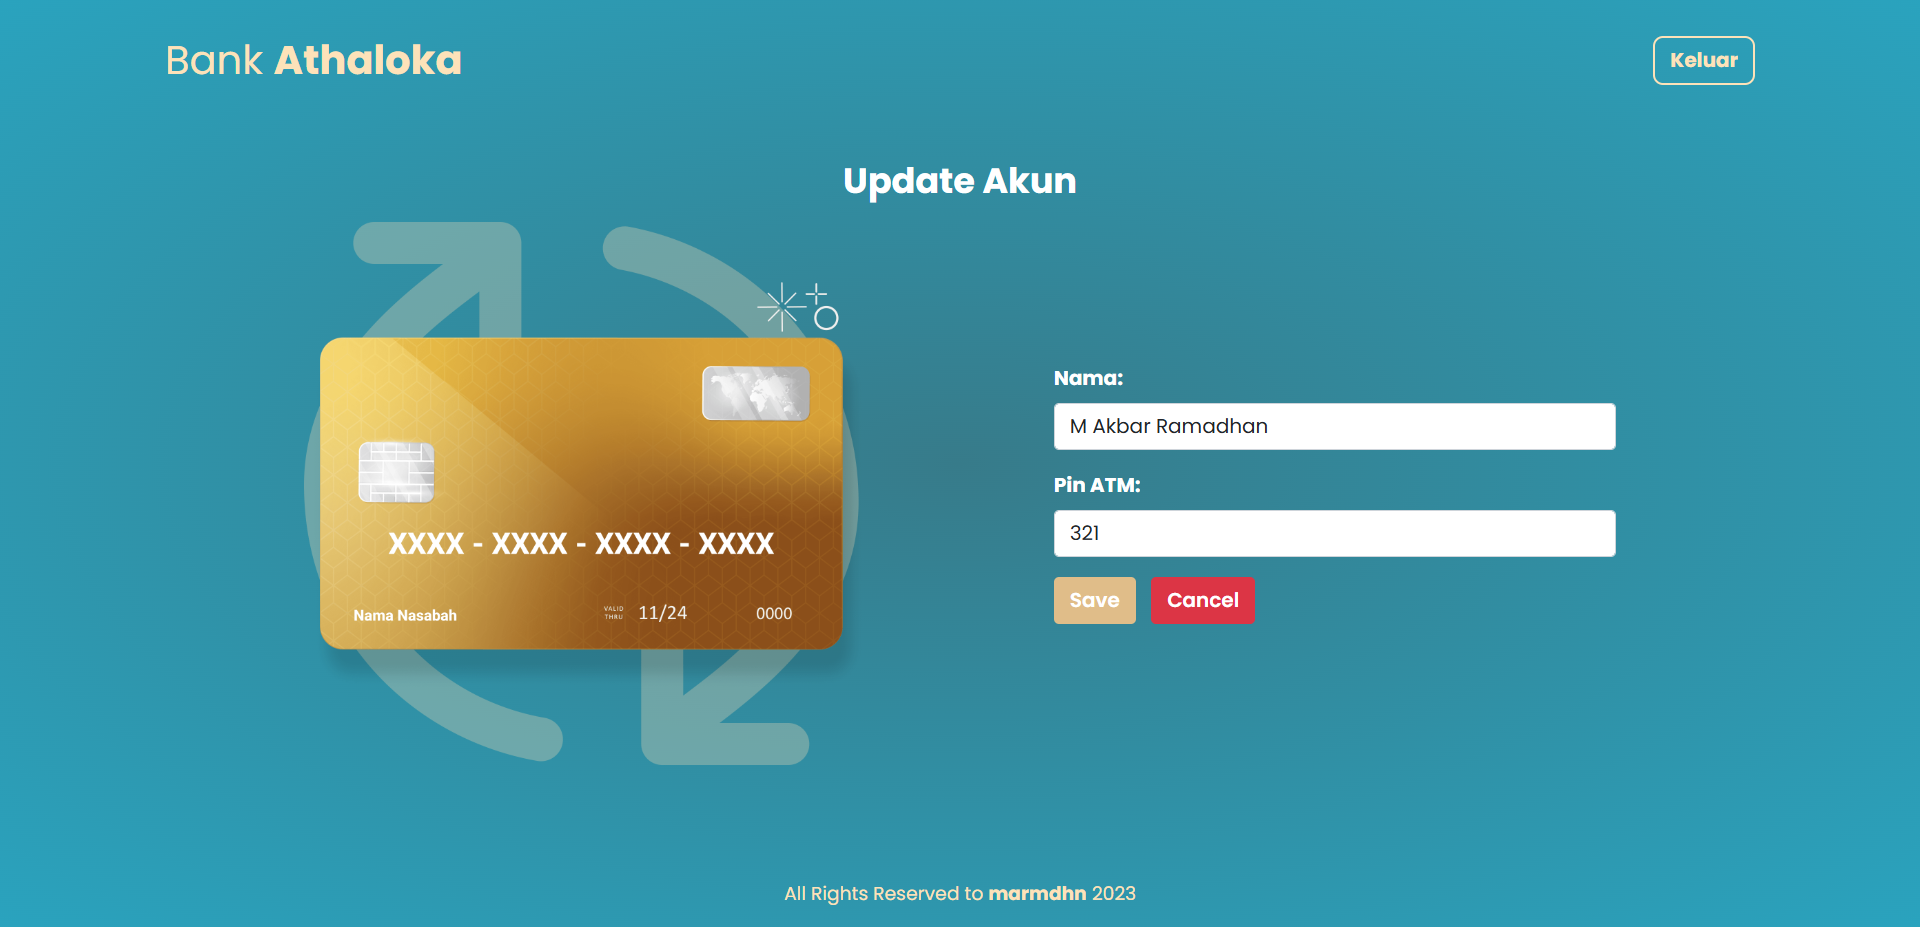 Bank Athaloka
Keluar
Update Akun
Nama:
M Akbar Ramadhan
Pin ATM:
321
Save
Cancel
XXXX - XXXX - XXXX - XXXX
Nama Nasabah
VALID
THRU
11/24
0000
All Rights Reserved to marmdhn 2023